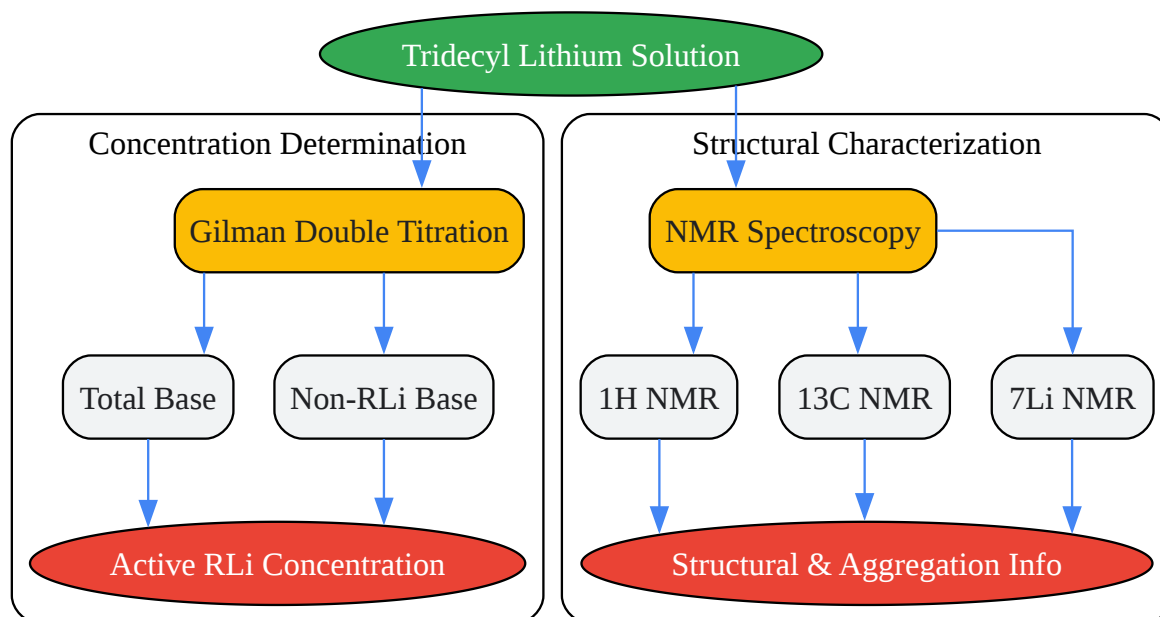 Tridecyl Lithium Solution
Concentration Determination
Structural Characterization
Gilman Double Titration
NMR Spectroscopy
Total Base
Non-RLi Base
1H NMR
13C NMR
7Li NMR
Active RLi Concentration
Structural & Aggregation Info